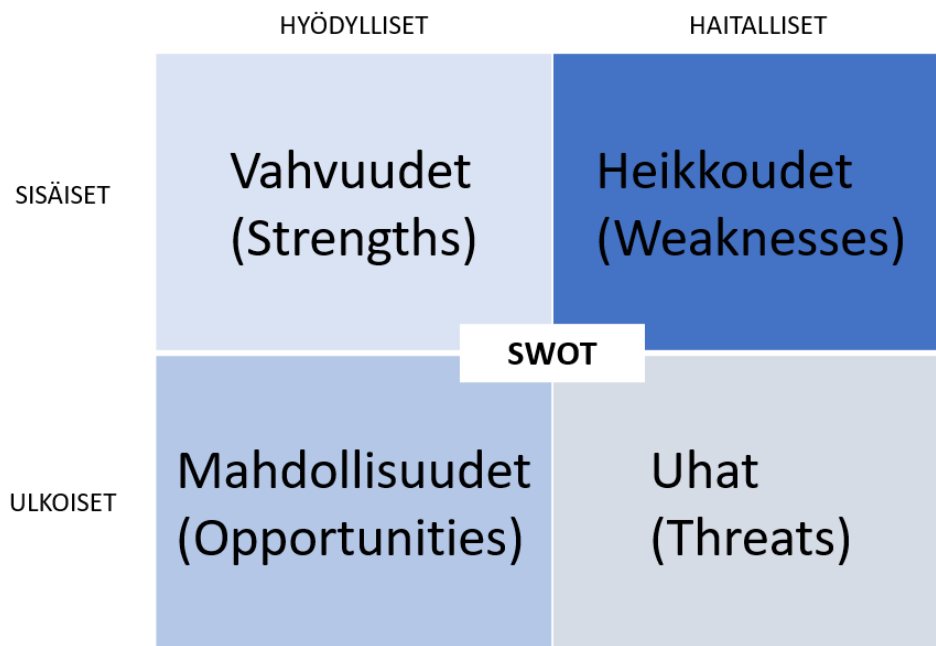 HYÖDYLLISET
HAITALLISET
SISÄISET
Vahvuudet
(Strengths)
Heikkoudet
(Weaknesses)
SWOT
ULKOISET
Mahdollisuudet
(Opportunities)
Uhat
(Threats)